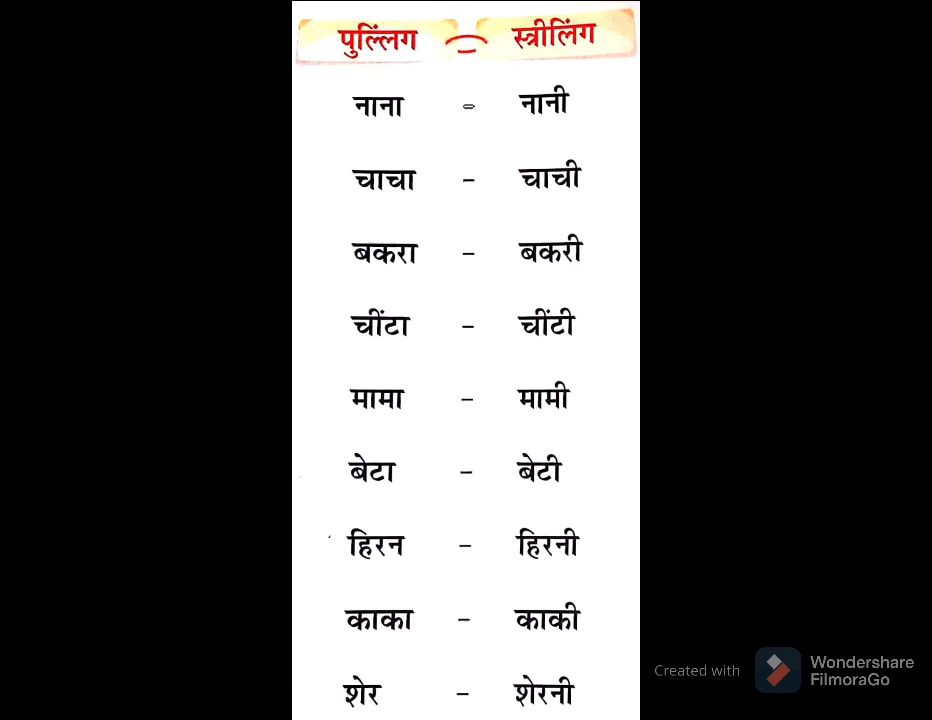 पुल्लिंग स्त्रीलिंग
नाना - नानी
चाचा - चाची
बकरा - बकरी
चींटा - चींटी
मामा - मामी
बेटा - बेटी
हिरन - हिरनी
काका - काकी
शेर - शेरनी
Created with Wondershare
FilmoraGo